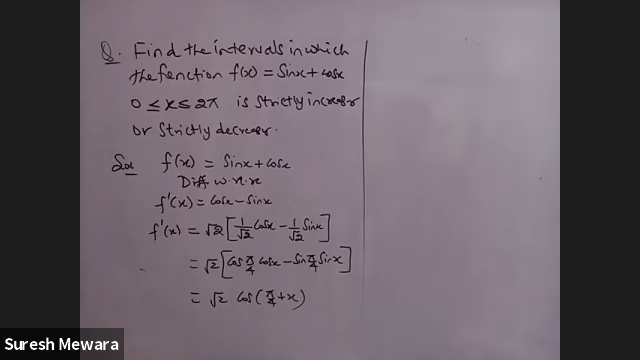 Q. Find the intervals in which
the function f(x) = Sinx + cosx
0 ≤ x ≤ 2π is strictly increaser
or strictly decreaser.
Sol f(x) = Sinx + cosx
Diff w.r.x
f'(x) = cosx - sinx
f'(x) = √2 [1/√2 cosx - 1/√2 sinx]
= √2 [cos π/4 cosx - sin π/4 sinx]
= √2 cos(π/4 + x)
Suresh Mewara